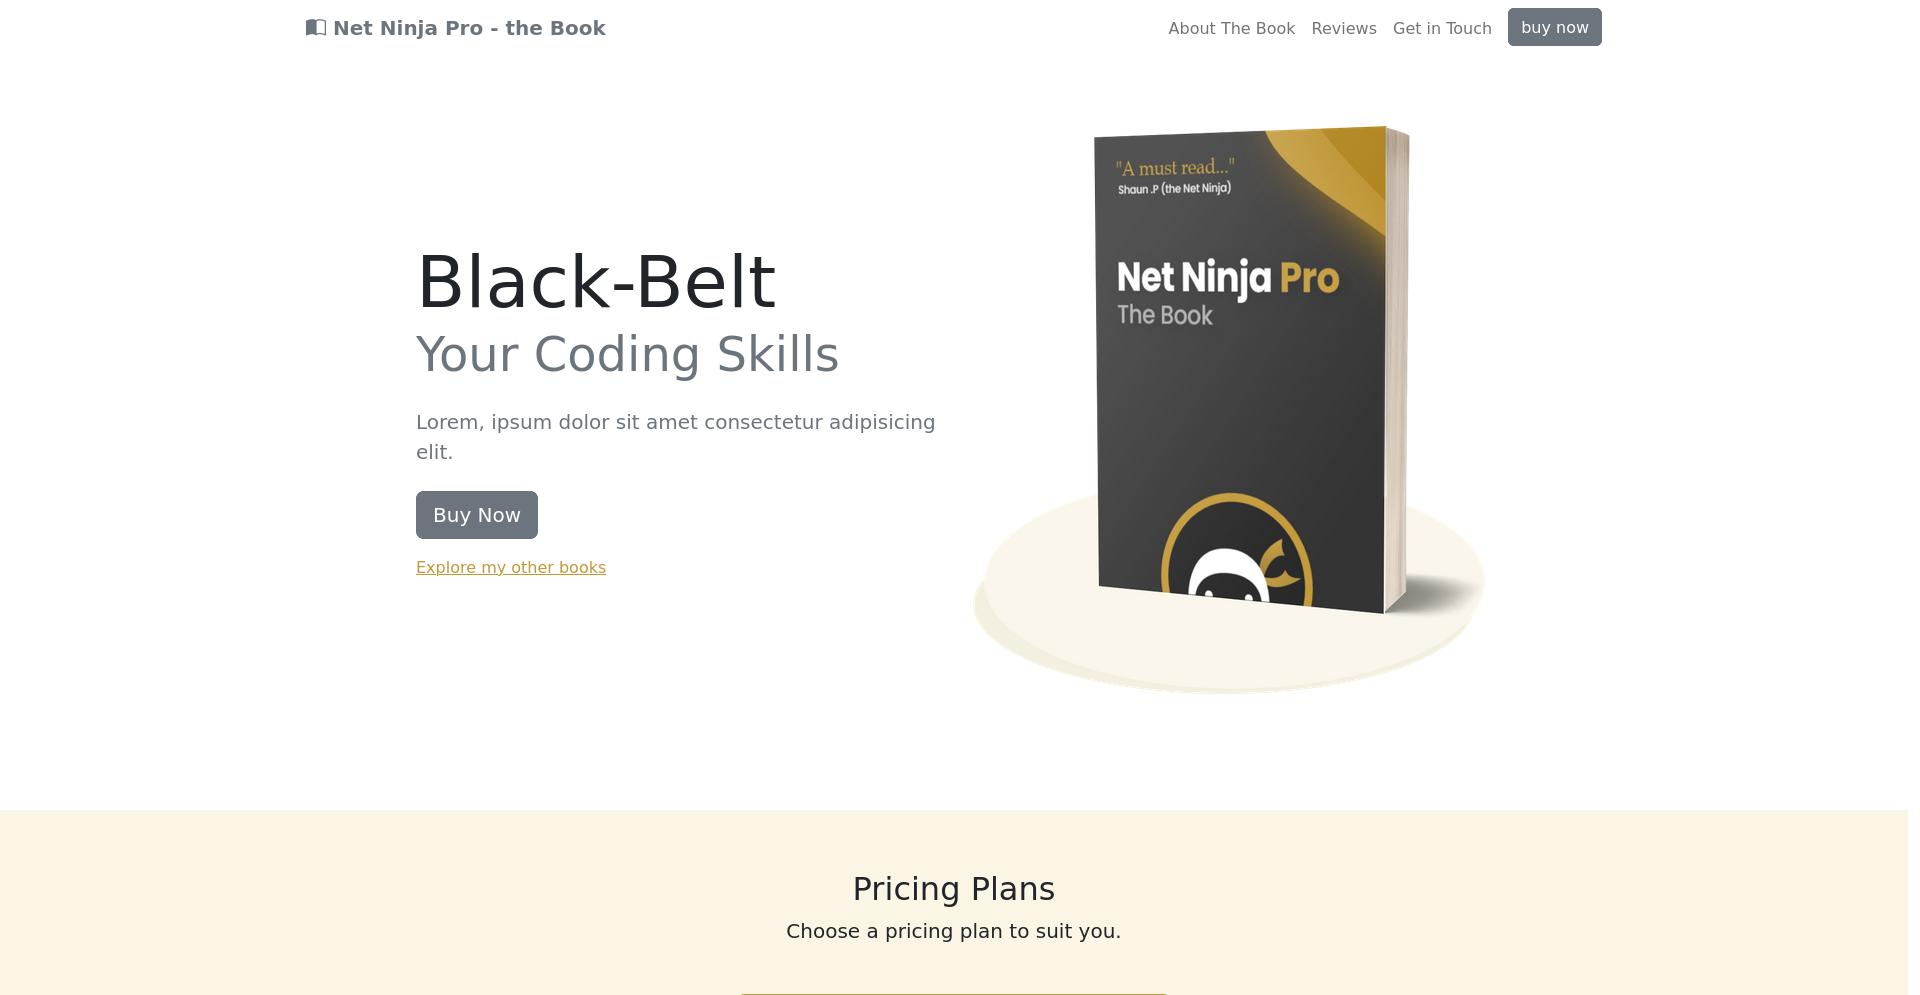 Net Ninja Pro - the Book
About The Book
Reviews
Get in Touch
buy now
Black-Belt
Your Coding Skills
Lorem, ipsum dolor sit amet consectetur adipisicing
elit.
Buy Now
Explore my other books
"A must read..."
Shaun .P (the Net Ninja)
Net Ninja Pro
The Book
Pricing Plans
Choose a pricing plan to suit you.